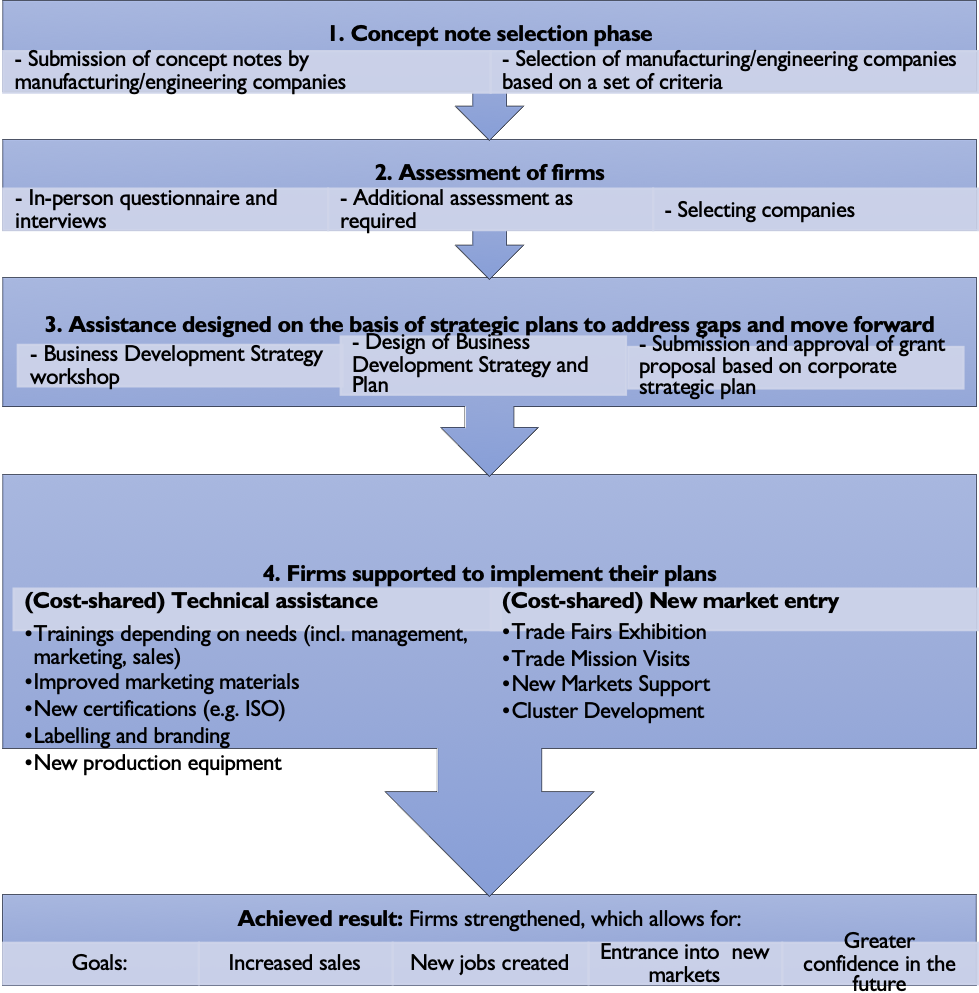 1. Concept note selection phase
- Submission of concept notes by
manufacturing/engineering companies
- Selection of manufacturing/engineering companies
based on a set of criteria
2. Assessment of firms
- In-person questionnaire and
interviews
- Additional assessment as
required
- Selecting companies
3. Assistance designed on the basis of strategic plans to address gaps and move forward
- Business Development Strategy
workshop
- Design of Business
Development Strategy and
Plan
- Submission and approval of grant
proposal based on corporate
strategic plan
4. Firms supported to implement their plans
(Cost-shared) Technical assistance
•Trainings depending on needs (incl. management,
marketing, sales)
•Improved marketing materials
•New certifications (e.g. ISO)
•Labelling and branding
•New production equipment
(Cost-shared) New market entry
•Trade Fairs Exhibition
•Trade Mission Visits
•New Markets Support
•Cluster Development
Achieved result: Firms strengthened, which allows for:
Goals:
Increased sales
New jobs created
Entrance into new
markets
Greater
confidence in the
future